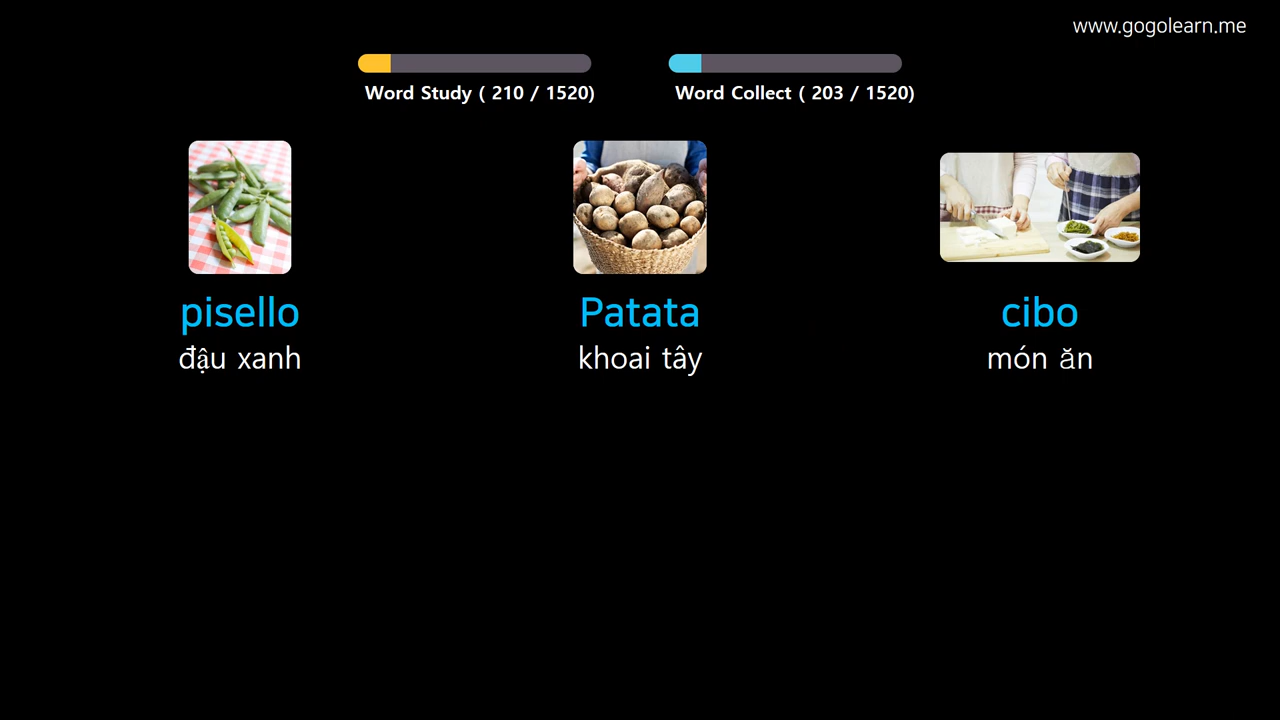 www.gogolearn.me
Word Study ( 210 / 1520)
Word Collect ( 203 / 1520)
pisello
Patata
cibo
đậu xanh
khoai tây
món ăn